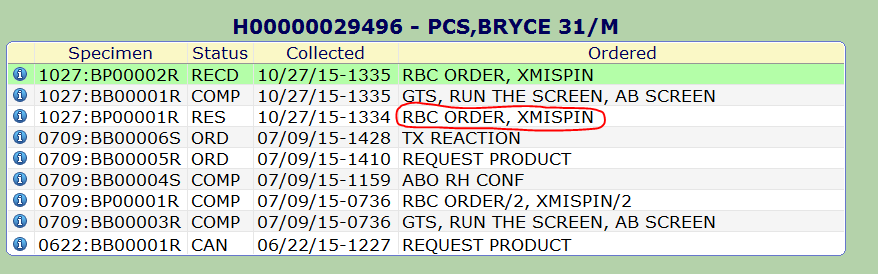 H00000029496 - PCS,BRYCE 31/M
Specimen Status Collected Ordered
1027:BP00002R RECD 10/27/15-1335 RBC ORDER, XMISPIN
1027:BB00001R COMP 10/27/15-1335 GTS, RUN THE SCREEN, AB SCREEN
1027:BP00001R RES 10/27/15-1334 RBC ORDER, XMISPIN
0709:BB00006S ORD 07/09/15-1428 TX REACTION
0709:BB00005R ORD 07/09/15-1410 REQUEST PRODUCT
0709:BB00004S COMP 07/09/15-1159 ABO RH CONF
0709:BP00001R COMP 07/09/15-0736 RBC ORDER/2, XMISPIN/2
0709:BB00003R COMP 07/09/15-0736 GTS, RUN THE SCREEN, AB SCREEN
0622:BB00001R CAN 06/22/15-1227 REQUEST PRODUCT